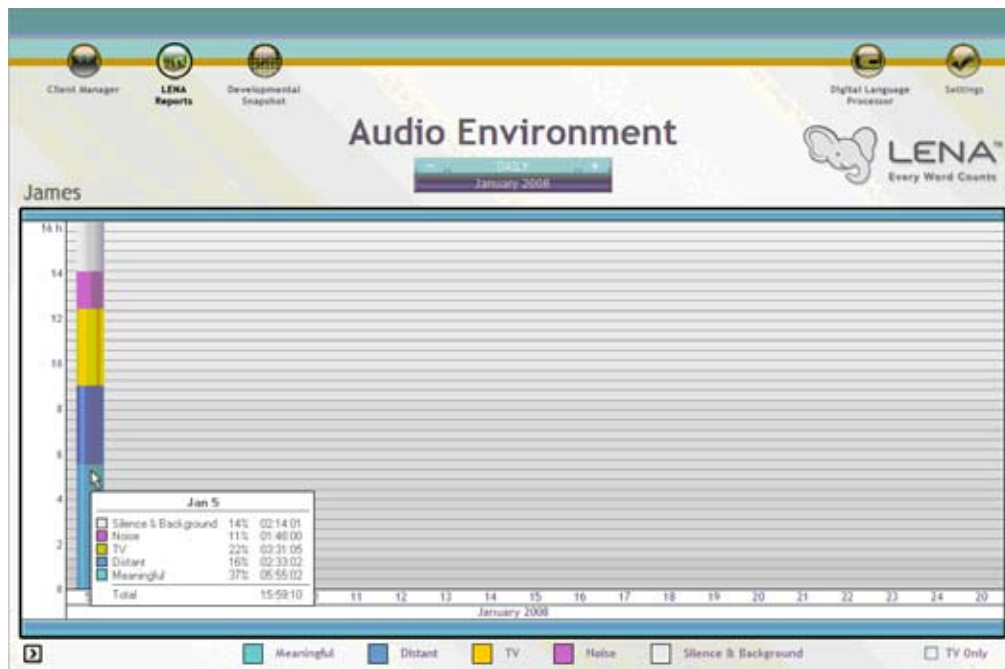 Client Manager
LENA Reports
Developmental Snapshot
Digital Language Processor
Settings
Audio Environment
DAILY
January 2008
LENA™
Every Word Counts
James
16 h
14
12
10
8
6
4
2
0
Jan 5
Silence & Background 14% 02:14:01
Noise 11% 01:46:00
TV 22% 03:31:05
Distant 16% 02:33:02
Meaningful 37% 05:55:02
Total 15:59:10
11 12 13 14 15 16 17 18 19 20 21 22 23 24 20
January 2008
Meaningful Distant TV Noise Silence & Background TV Only